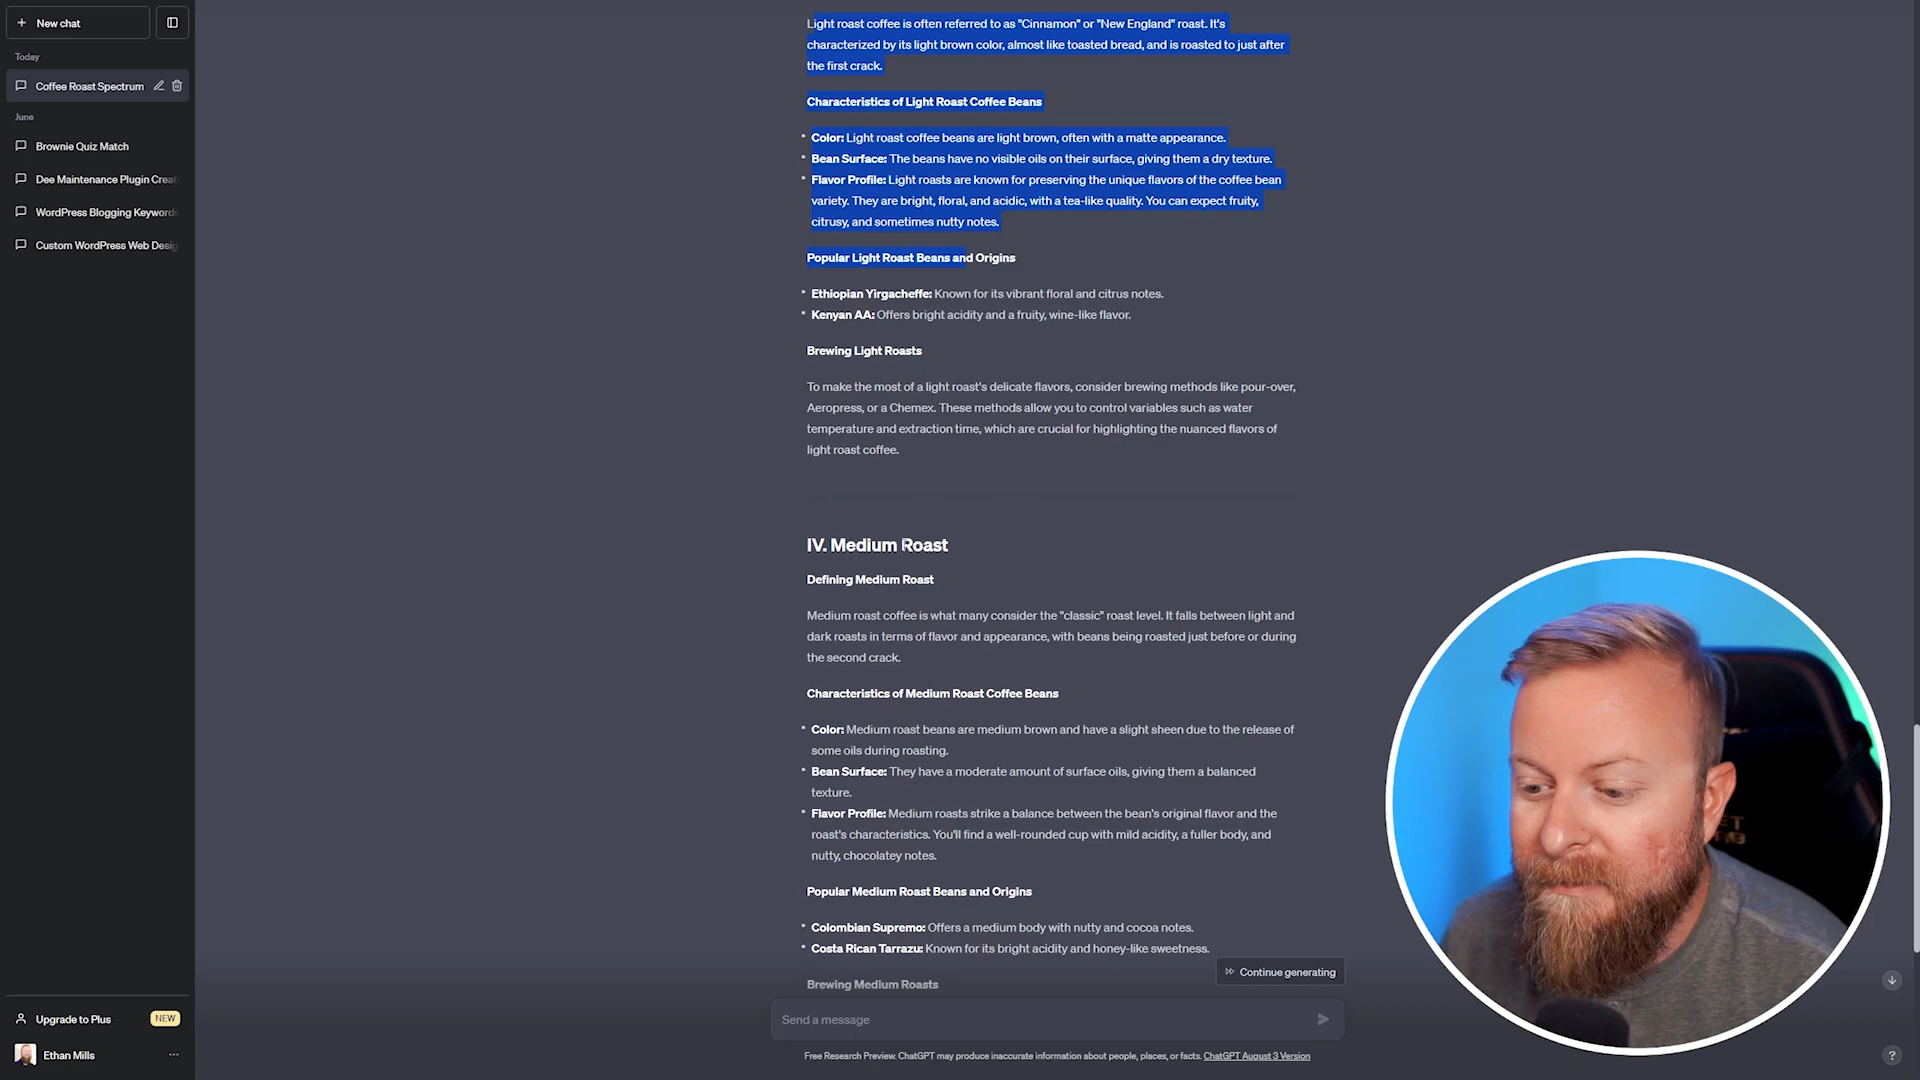 New chat
Today
Coffee Roast Spectrum
June
Brownie Quiz Match
Dee Maintenance Plugin Creat
WordPress Blogging Keywords
Custom WordPress Web Desig
Upgrade to Plus
NEW
Ethan Mills
...
Light roast coffee is often referred to as "Cinnamon" or "New England" roast. It's
characterized by its light brown color, almost like toasted bread, and is roasted to just after
the first crack.
Characteristics of Light Roast Coffee Beans
• Color: Light roast coffee beans are light brown, often with a matte appearance.
• Bean Surface: The beans have no visible oils on their surface, giving them a dry texture.
• Flavor Profile: Light roasts are known for preserving the unique flavors of the coffee bean
variety. They are bright, floral, and acidic, with a tea-like quality. You can expect fruity,
citrusy, and sometimes nutty notes.
Popular Light Roast Beans and Origins
• Ethiopian Yirgacheffe: Known for its vibrant floral and citrus notes.
• Kenyan AA: Offers bright acidity and a fruity, wine-like flavor.
Brewing Light Roasts
To make the most of a light roast's delicate flavors, consider brewing methods like pour-over,
Aeropress, or a Chemex. These methods allow you to control variables such as water
temperature and extraction time, which are crucial for highlighting the nuanced flavors of
light roast coffee.
IV. Medium Roast
Defining Medium Roast
Medium roast coffee is what many consider the "classic" roast level. It falls between light and
dark roasts in terms of flavor and appearance, with beans being roasted just before or during
the second crack.
Characteristics of Medium Roast Coffee Beans
• Color: Medium roast beans are medium brown and have a slight sheen due to the release of
some oils during roasting.
• Bean Surface: They have a moderate amount of surface oils, giving them a balanced
texture.
• Flavor Profile: Medium roasts strike a balance between the bean's original flavor and the
roast's characteristics. You'll find a well-rounded cup with mild acidity, a fuller body, and
nutty, chocolatey notes.
Popular Medium Roast Beans and Origins
• Colombian Supremo: Offers a medium body with nutty and cocoa notes.
• Costa Rican Tarrazu: Known for its bright acidity and honey-like sweetness.
Continue generating
Brewing Medium Roasts
Send a message
Free Research Preview. ChatGPT may produce inaccurate information about people, places, or facts. ChatGPT August 3 Version
?